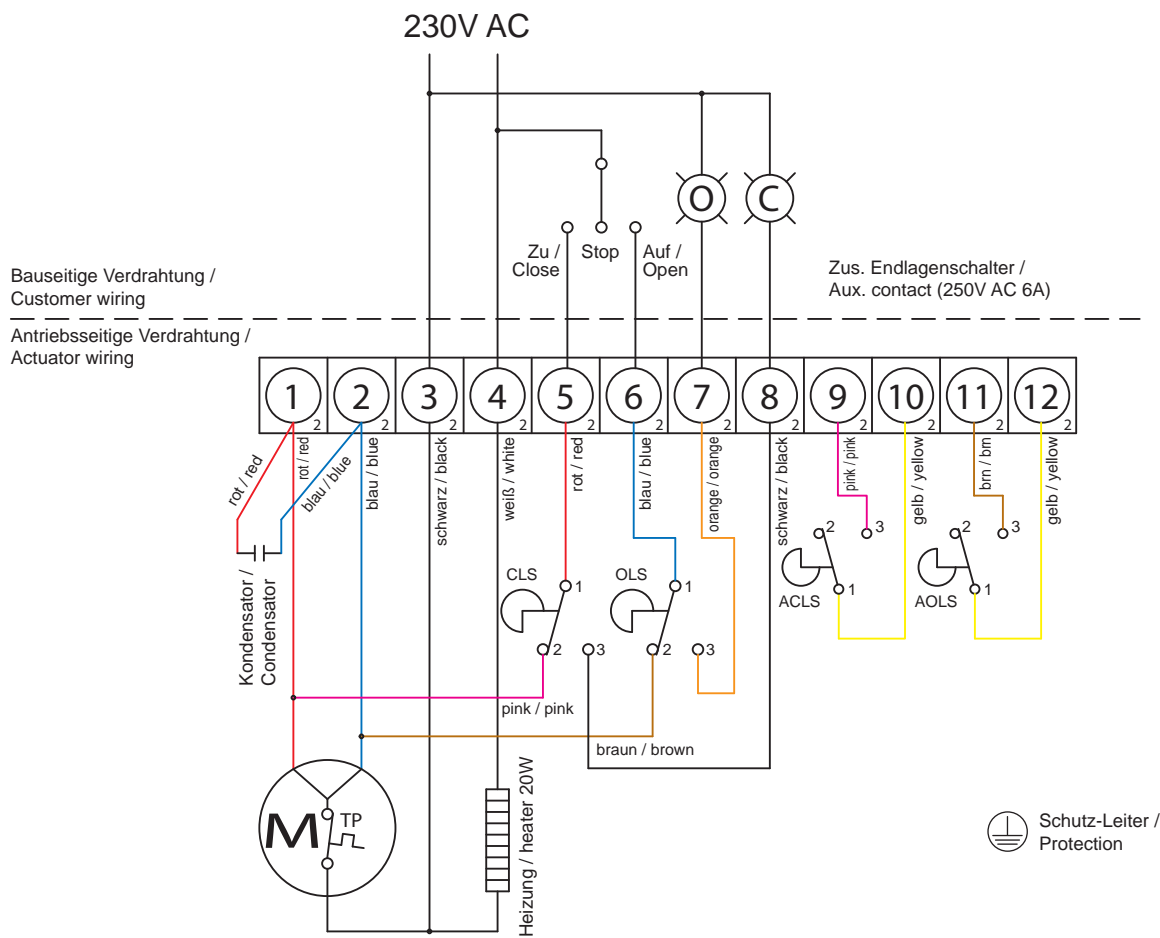 230V AC
O
C
Zu /
Close
Stop
Auf /
Open
Bauseitige Verdrahtung /
Customer wiring
Zus. Endlagenschalter /
Aux. contact (250V AC 6A)
Antriebsseitige Verdrahtung /
Actuator wiring
1 2 3 4 5 6 7 8 9 10 11 12
2 2 2 2 2 2 2 2 2 2 2 2
rot / red
rot / red
blau / blue
blau / blue
schwarz / black
weiß / white
rot / red
blau / blue
orange / orange
schwarz / black
pink / pink
gelb / yellow
brn / brn
gelb / yellow
2
3
1
ACLS
2
3
1
AOLS
CLS
1
2
3
OLS
1
2
3
Kondensator /
Condensator
pink / pink
braun / brown
M
TP
Heizung / heater 20W
Schutz-Leiter /
Protection